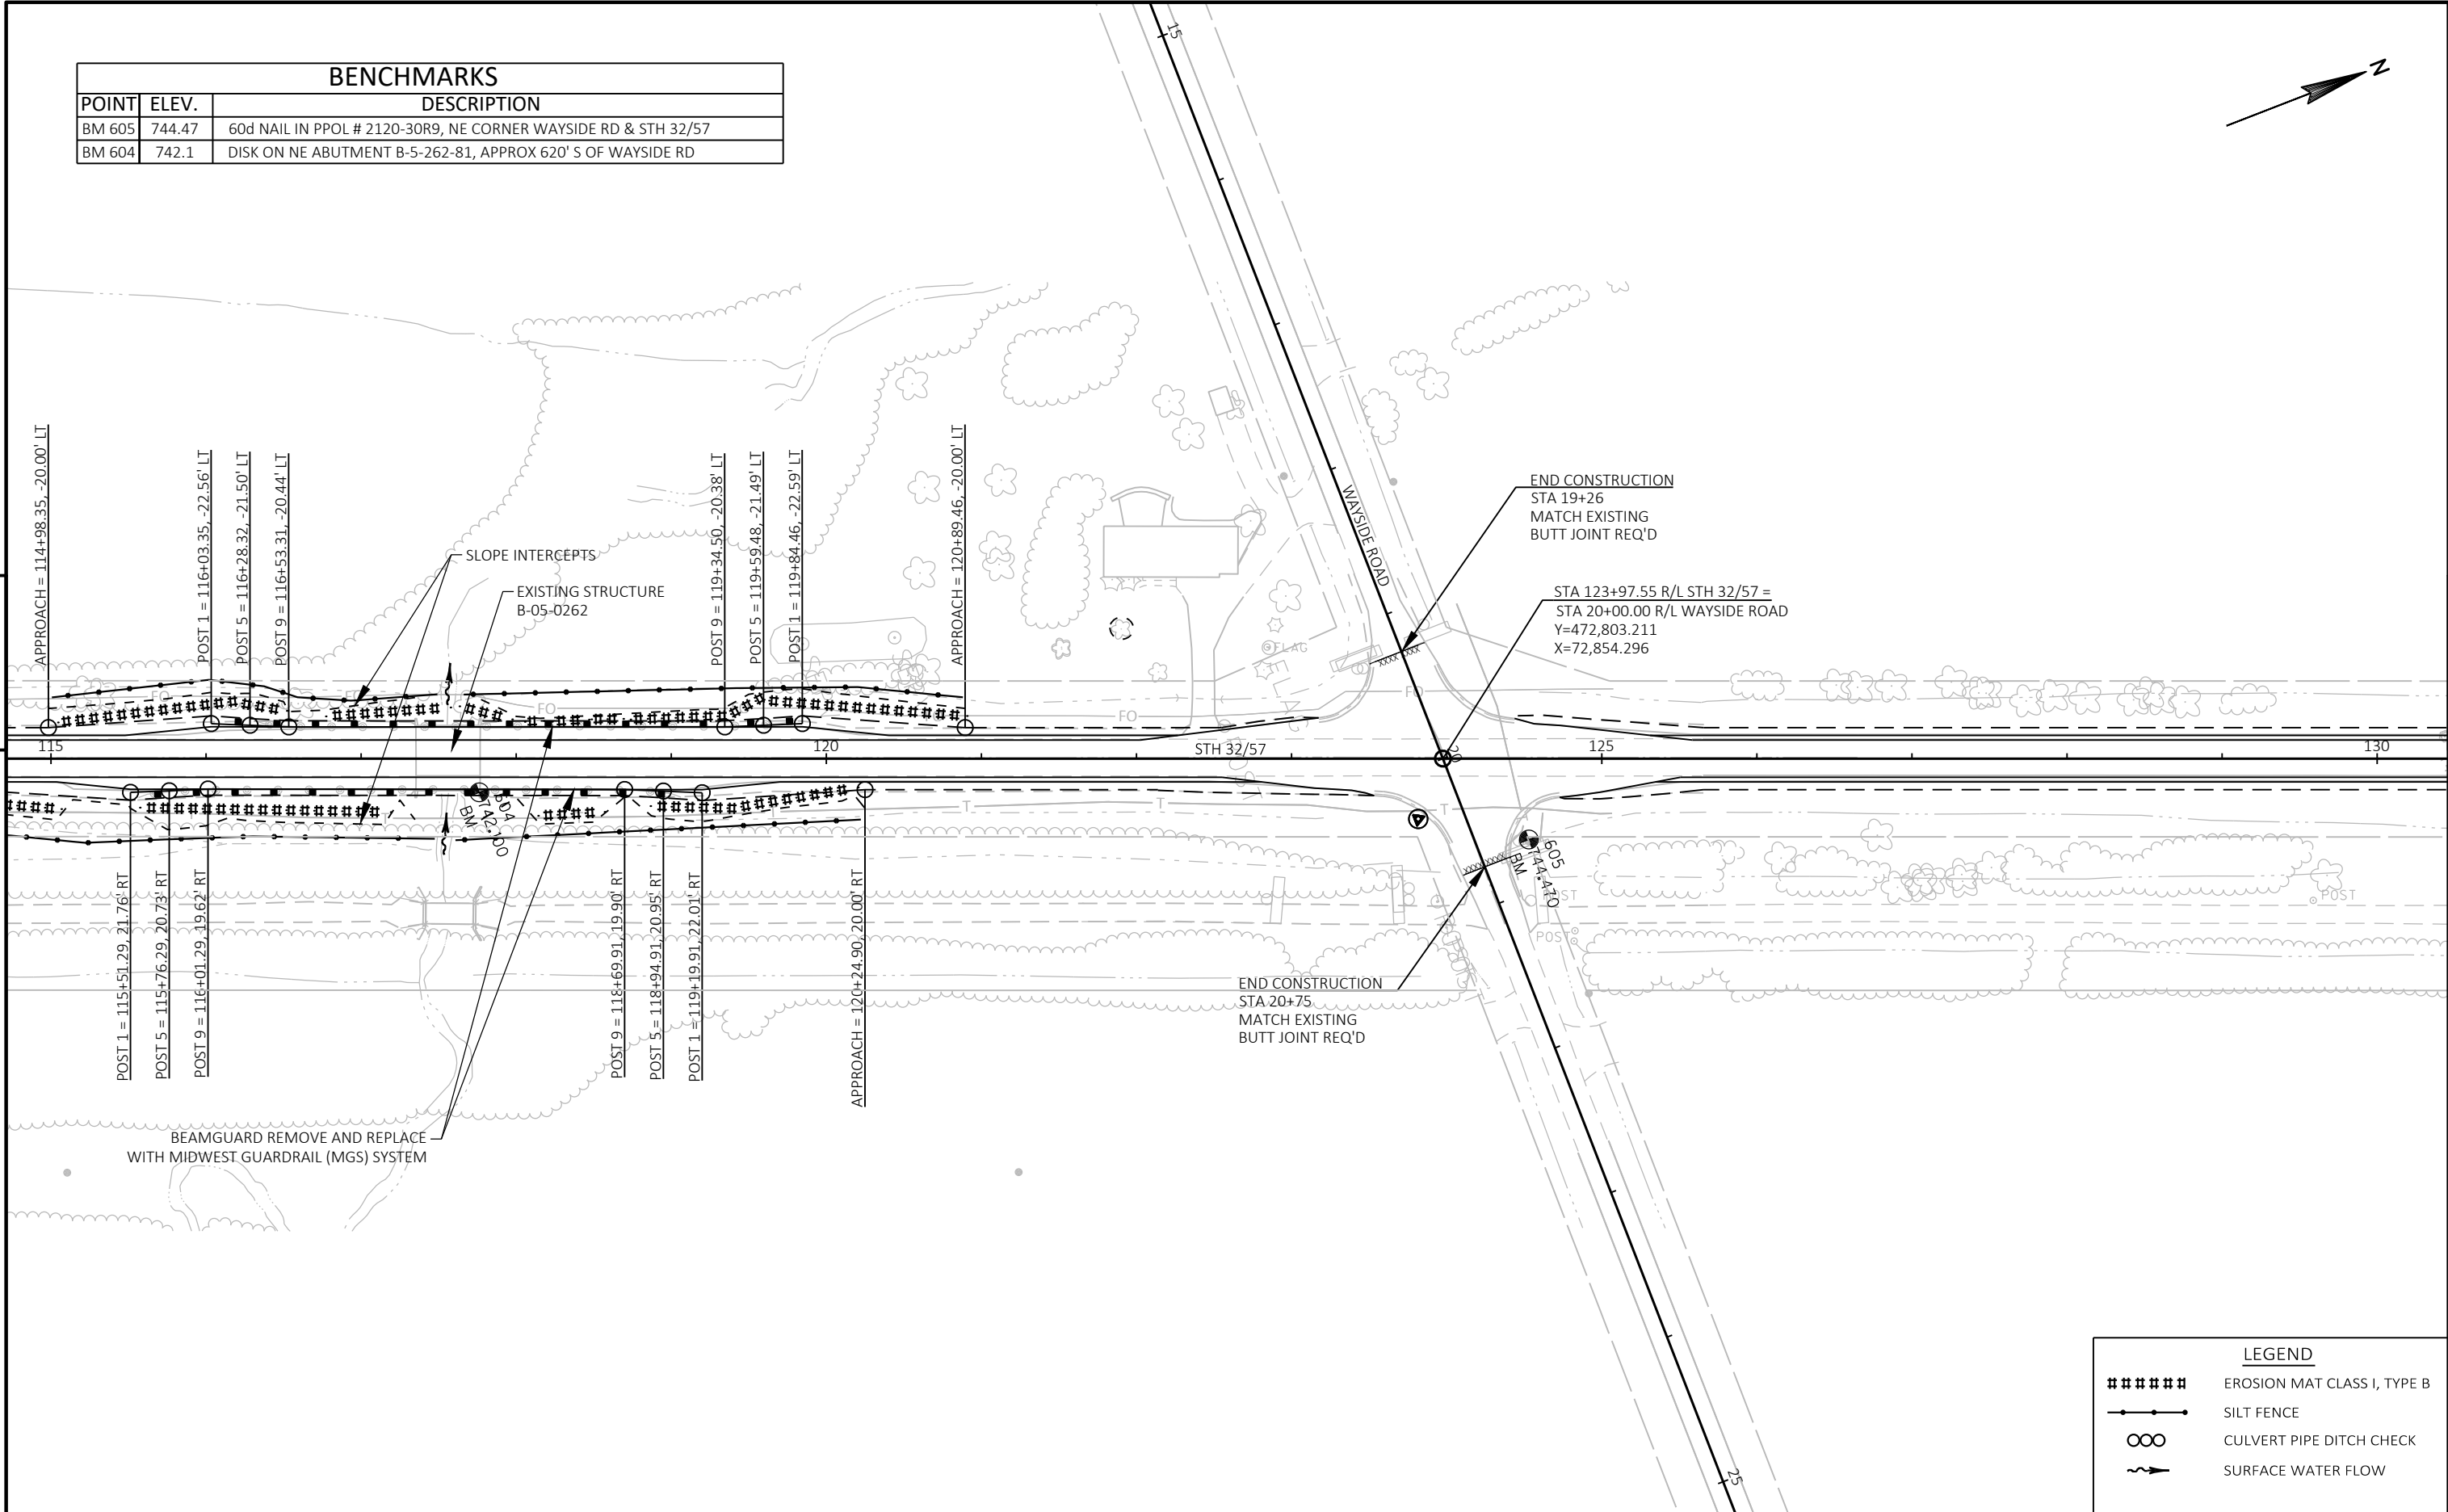 BENCHMARKS
POINT ELEV. DESCRIPTION
BM 605 744.47 60d NAIL IN PPOL # 2120-30R9, NE CORNER WAYSIDE RD & STH 32/57
BM 604 742.1 DISK ON NE ABUTMENT B-5-262-81, APPROX 620' S OF WAYSIDE RD
N
15
APPROACH = 114+98.35, -20.00' LT
POST 1 = 116+03.35, -22.56' LT
POST 5 = 116+28.32, -21.50' LT
POST 9 = 116+53.31, -20.44' LT
POST 9 = 119+34.50, -20.38' LT
POST 5 = 119+59.48, -21.49' LT
POST 1 = 119+84.46, -22.59' LT
APPROACH = 120+89.46, -20.00' LT
SLOPE INTERCEPTS
EXISTING STRUCTURE
B-05-0262
WAYSIDE ROAD
END CONSTRUCTION
STA 19+26
MATCH EXISTING
BUTT JOINT REQ'D
STA 123+97.55 R/L STH 32/57 =
STA 20+00.00 R/L WAYSIDE ROAD
Y=472,803.211
X=72,854.296
FLAG
FO
FO
FO
FO
FO
115
120
STH 32/57
20
125
130
T
T
T
BM
604
742.100
BM
605
744.470
POST
POST
POST
POST 1 = 115+51.29, 21.76' RT
POST 5 = 115+76.29, 20.73' RT
POST 9 = 116+01.29, 19.62' RT
POST 9 = 118+69.91, 19.90' RT
POST 5 = 118+94.91, 20.95' RT
POST 1 = 119+19.91, 22.01' RT
APPROACH = 120+24.90, 20.00' RT
END CONSTRUCTION
STA 20+75
MATCH EXISTING
BUTT JOINT REQ'D
BEAMGUARD REMOVE AND REPLACE
WITH MIDWEST GUARDRAIL (MGS) SYSTEM
25
LEGEND
EROSION MAT CLASS I, TYPE B
SILT FENCE
CULVERT PIPE DITCH CHECK
SURFACE WATER FLOW